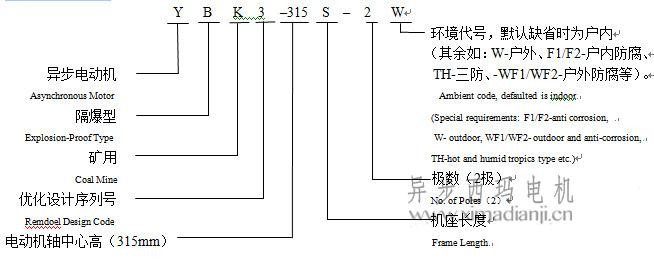 Y B K 3 –315 S – 2 W
异步电动机
Asynchronous Motor
隔爆型
Explosion-Proof Type
矿用
Coal Mine
优化设计序列号
Remdoel Design Code
电动机轴中心高（315mm）
环境代号，默认缺省时为户内
（其余如：W-户外、F1/F2-户内防腐、
TH-三防、-WF1/WF2-户外防腐等）。
Ambient code, defaulted is indoor.
(Special requirements: F1/F2-anti corrosion,
W- outdoor, WF1/WF2- outdoor and anti-corrosion,
TH-hot and humid tropics type etc.)
极数（2极）
No. of Poles（2）
机座长度
Frame Length.
异步西玛电机
www.ximadianji.cn